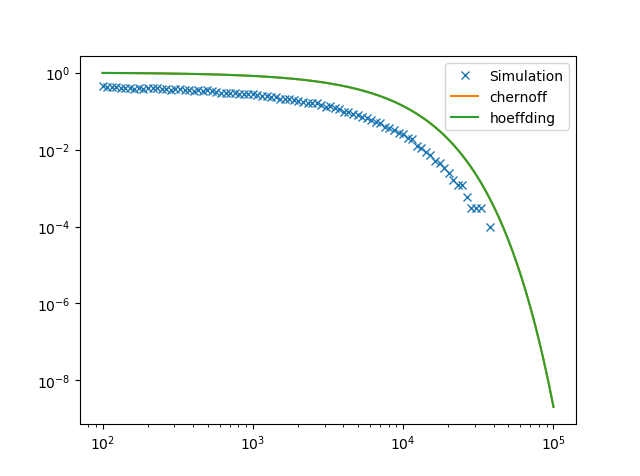 10⁰
10⁻²
10⁻⁴
10⁻⁶
10⁻⁸
10² 10³ 10⁴ 10⁵
Simulation
chernoff
hoeffding